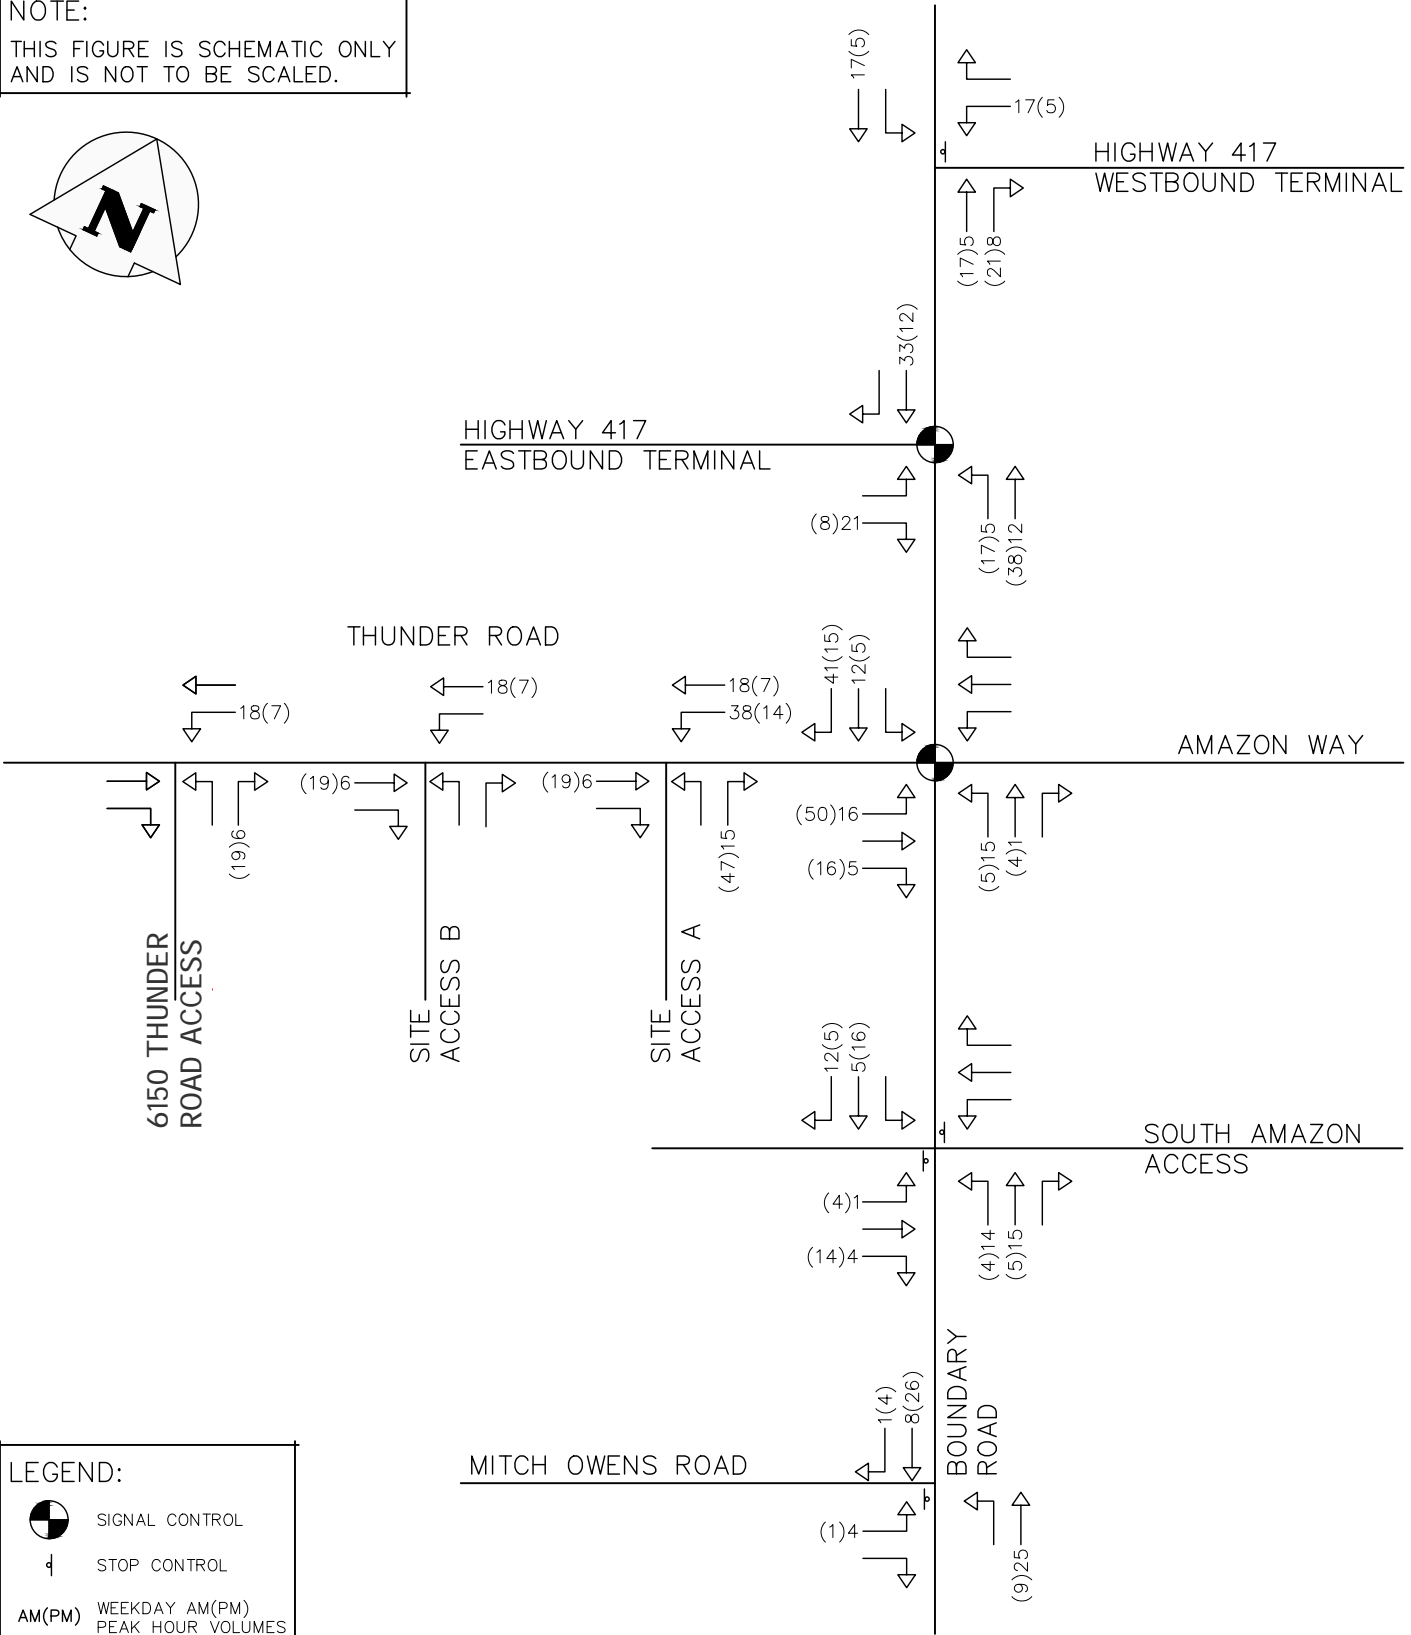 NOTE:
THIS FIGURE IS SCHEMATIC ONLY
AND IS NOT TO BE SCALED.
N
17(5)
17(5)
HIGHWAY 417
WESTBOUND TERMINAL
(17)5
(21)8
33(12)
HIGHWAY 417
EASTBOUND TERMINAL
(8)21
(17)5
(38)12
THUNDER ROAD
18(7)
18(7)
18(7)
38(14)
41(15)
12(5)
AMAZON WAY
(19)6
(19)6
(19)6
(47)15
(50)16
(16)5
(5)15
(4)1
6150 THUNDER
ROAD ACCESS
SITE
ACCESS B
SITE
ACCESS A
12(5)
5(16)
SOUTH AMAZON
ACCESS
(4)1
(14)4
(4)14
(5)15
BOUNDARY
ROAD
1(4)
8(26)
MITCH OWENS ROAD
(1)4
(9)25
LEGEND:
SIGNAL CONTROL
STOP CONTROL
AM(PM) WEEKDAY AM(PM)
PEAK HOUR VOLUMES